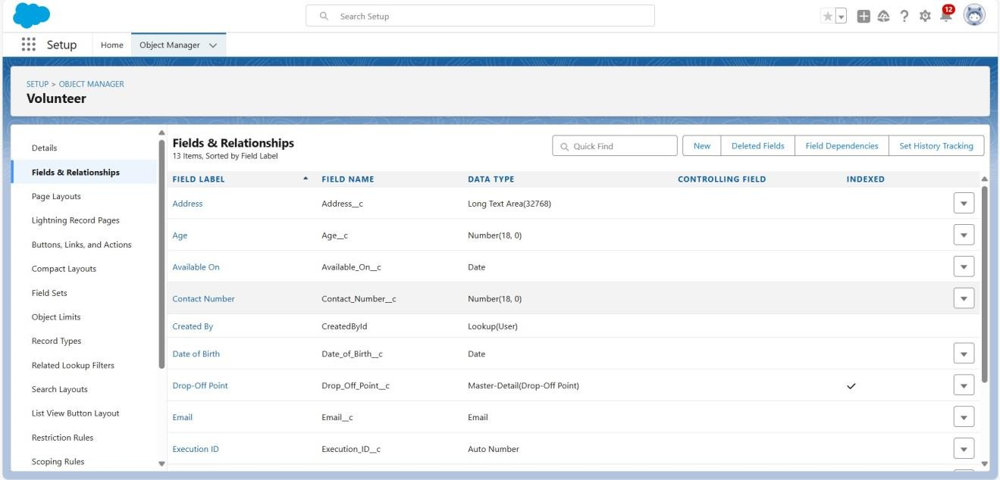 Search Setup
12
Setup
Home
Object Manager
SETUP > OBJECT MANAGER
Volunteer
Details
Fields & Relationships
Page Layouts
Lightning Record Pages
Buttons, Links, and Actions
Compact Layouts
Field Sets
Object Limits
Record Types
Related Lookup Filters
Search Layouts
List View Button Layout
Restriction Rules
Scoping Rules
Fields & Relationships
13 Items, Sorted by Field Label
Quick Find
New
Deleted Fields
Field Dependencies
Set History Tracking
FIELD LABEL FIELD NAME DATA TYPE CONTROLLING FIELD INDEXED
Address Address__c Long Text Area(32768)
Age Age__c Number(18, 0)
Available On Available_On__c Date
Contact Number Contact_Number__c Number(18, 0)
Created By CreatedById Lookup(User)
Date of Birth Date_of_Birth__c Date
Drop-Off Point Drop_Off_Point__c Master-Detail(Drop-Off Point)
Email Email__c Email
Execution ID Execution_ID__c Auto Number